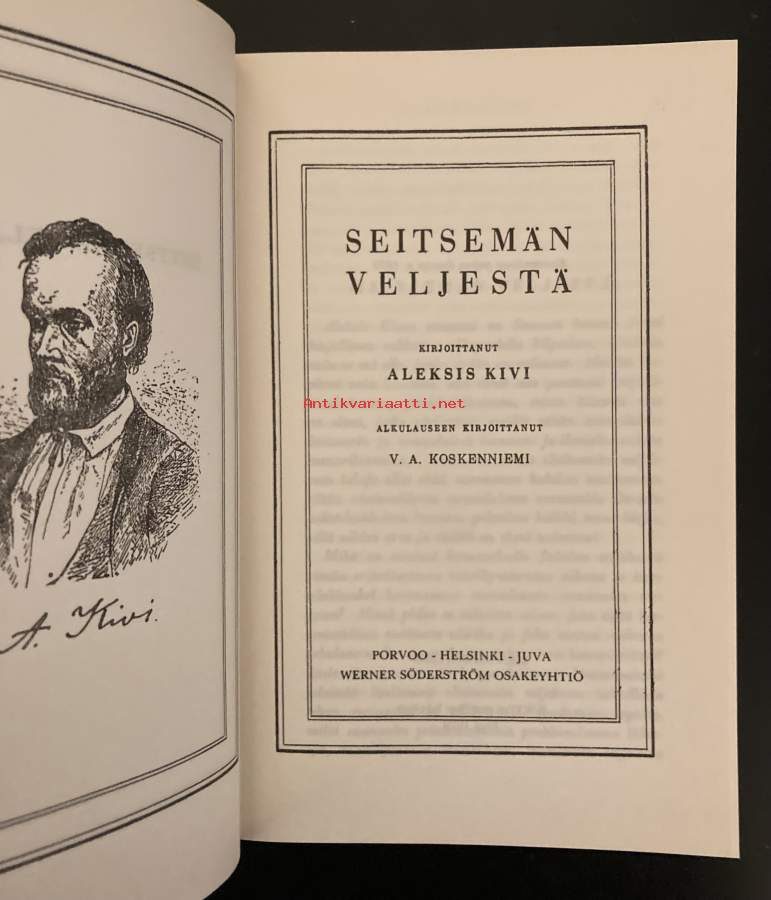 A. Kivi.
SEITSEMÄN
VELJESTÄ
KIRJOITTANUT
ALEKSIS KIVI
Antikvariaatti.net
ALKULAUSEEN KIRJOITTANUT
V. A. KOSKENNIEMI
PORVOO - HELSINKI - JUVA
WERNER SÖDERSTRÖM OSAKEYHTIÖ